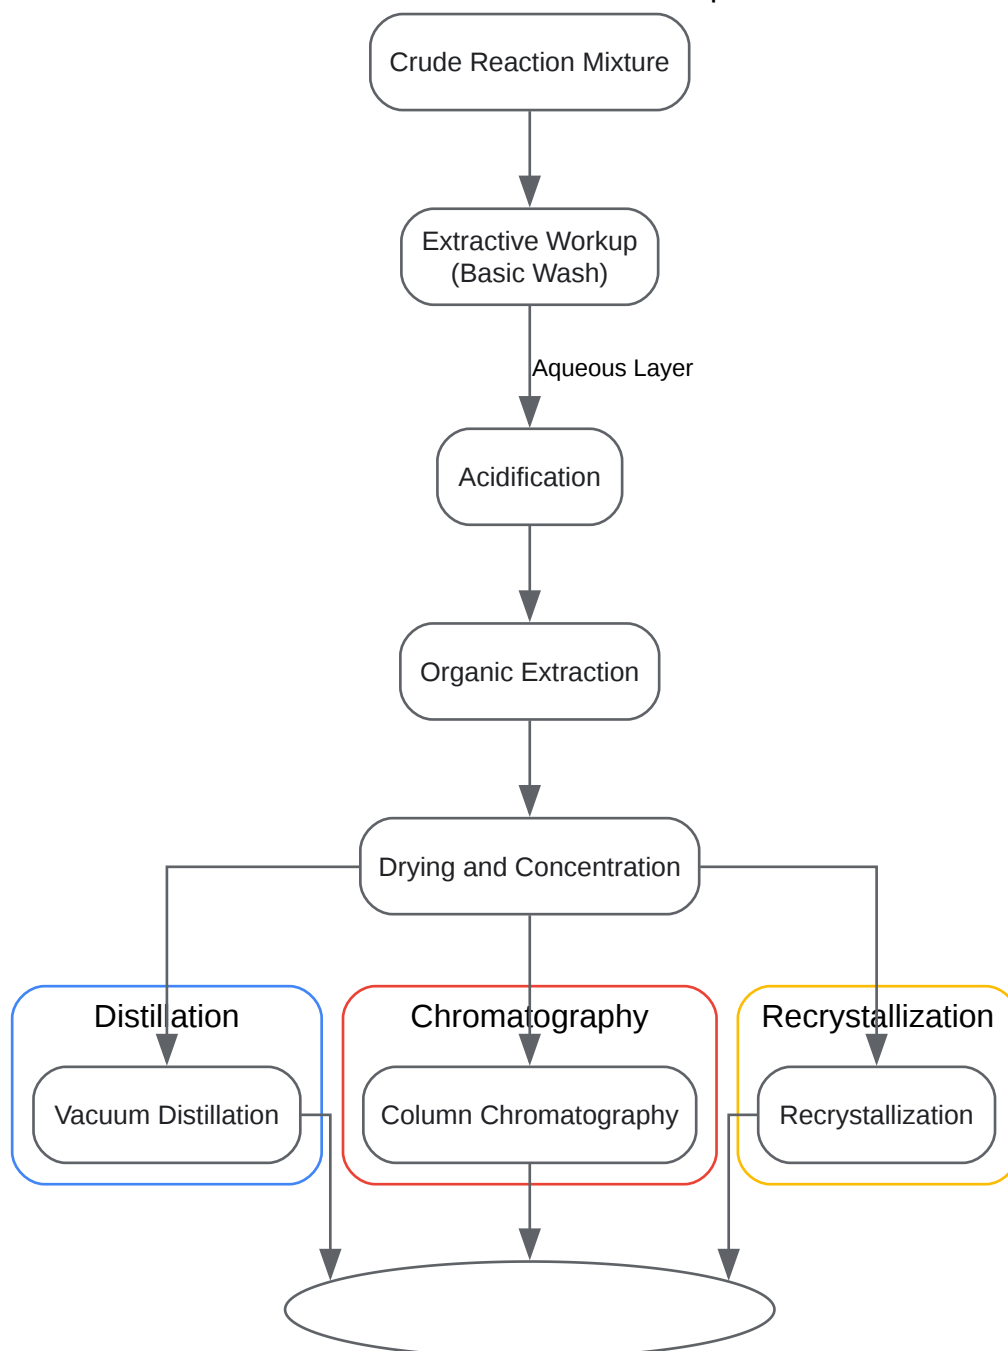 Crude Reaction Mixture
Extractive Workup
(Basic Wash)
Aqueous Layer
Acidification
Organic Extraction
Drying and Concentration
Distillation
Chromatography
Recrystallization
Vacuum Distillation
Column Chromatography
Recrystallization